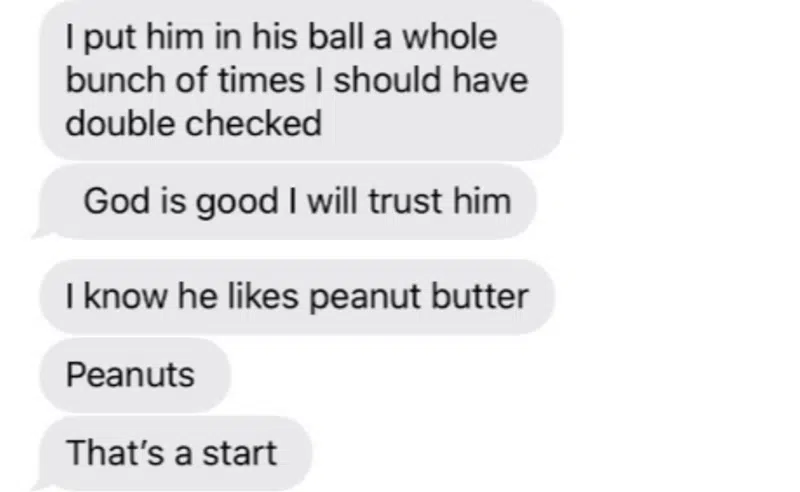 I put him in his ball a whole
bunch of times I should have
double checked
God is good I will trust him
I know he likes peanut butter
Peanuts
That’s a start